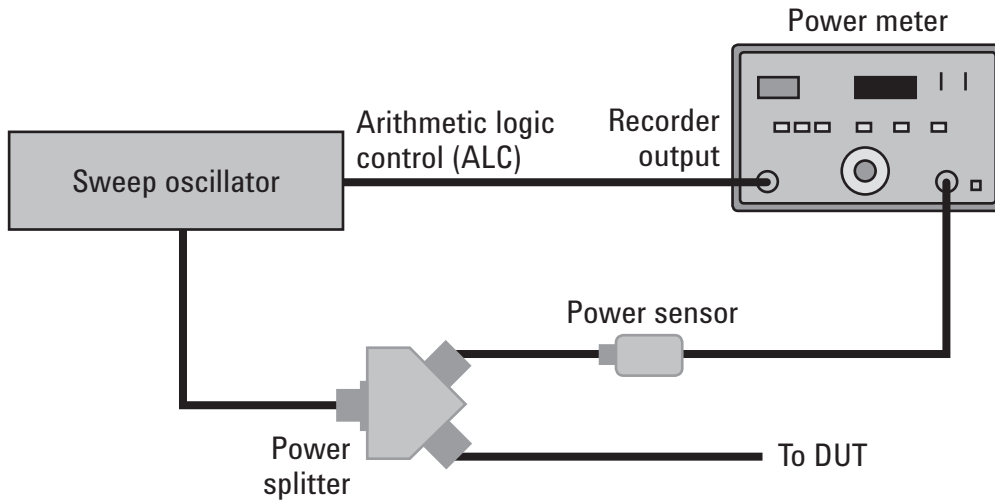 Power meter
Arithmetic logic
control (ALC)
Recorder
output
Sweep oscillator
Power sensor
Power
splitter
To DUT